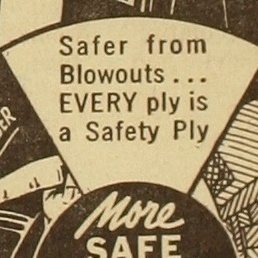 Safer from
Blowouts...
EVERY ply is
a Safety Ply
More
SAFE